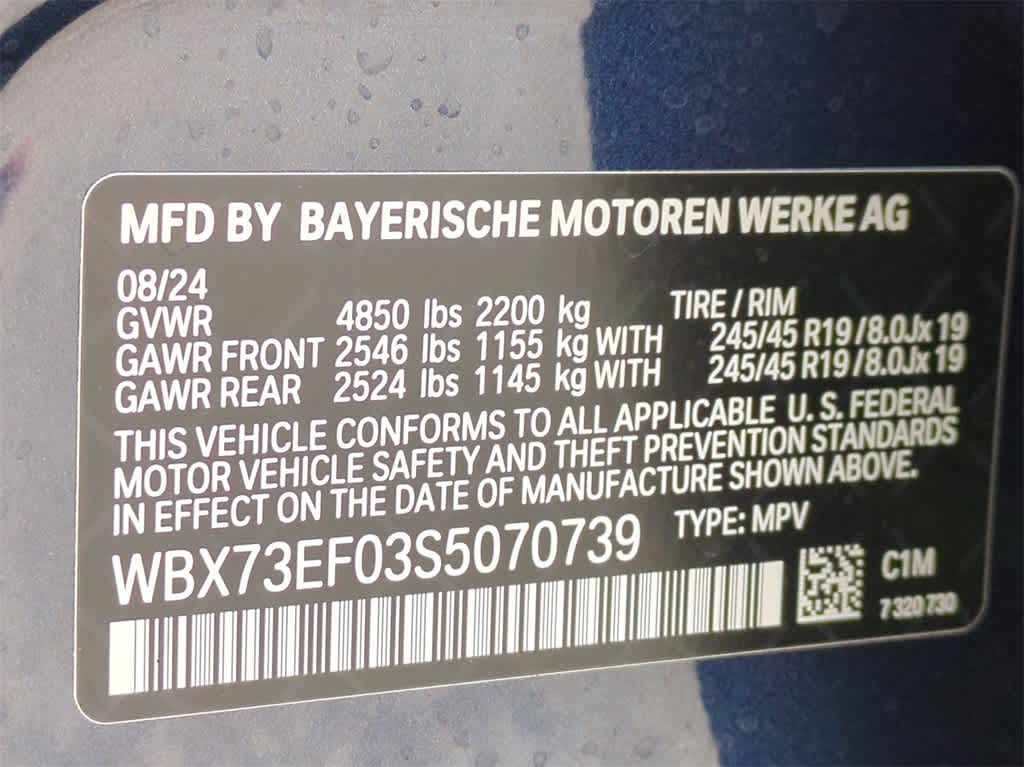 MFD BY BAYERISCHE MOTOREN WERKE AG
08/24
GVWR 4850 lbs 2200 kg TIRE / RIM
GAWR FRONT 2546 lbs 1155 kg WITH 245/45 R19 / 8.0Jx 19
GAWR REAR 2524 lbs 1145 kg WITH 245/45 R19 / 8.0Jx 19
THIS VEHICLE CONFORMS TO ALL APPLICABLE U. S. FEDERAL
MOTOR VEHICLE SAFETY AND THEFT PREVENTION STANDARDS
IN EFFECT ON THE DATE OF MANUFACTURE SHOWN ABOVE.
WBX73EF03S5070739 TYPE: MPV
C1M
7 320 730